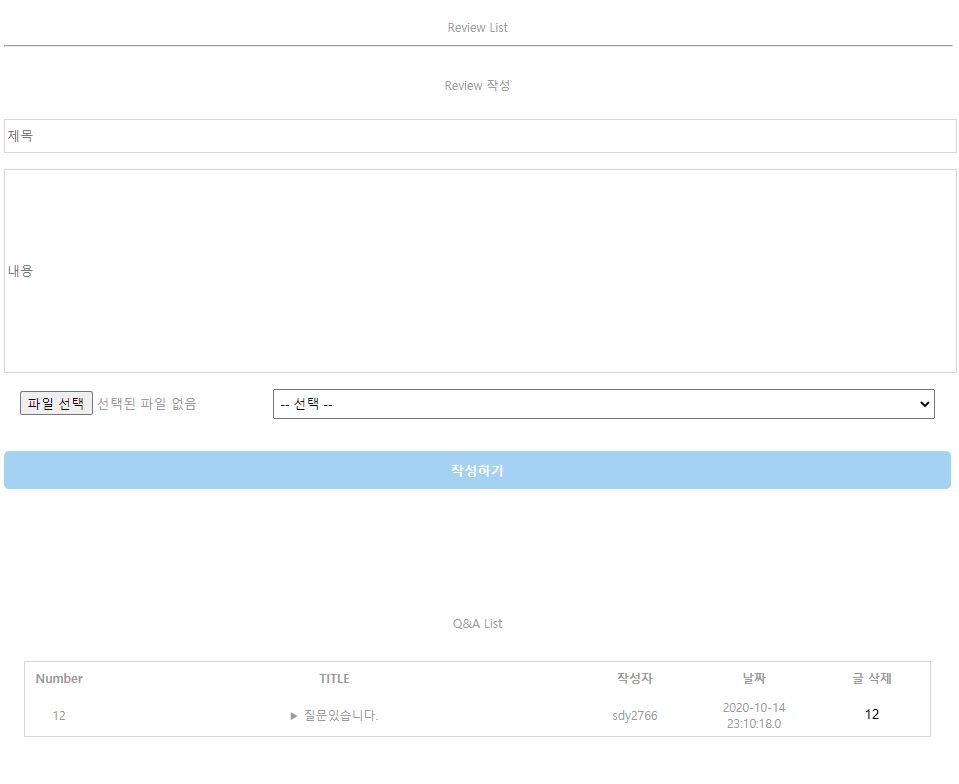 Review List
Review 작성
제목
내용
파일 선택 선택된 파일 없음 -- 선택 --
작성하기
Q&A List
Number TITLE 작성자 날짜 글 삭제
12 ▶ 질문있습니다. sdy2766 2020-10-14 12
23:10:18.0